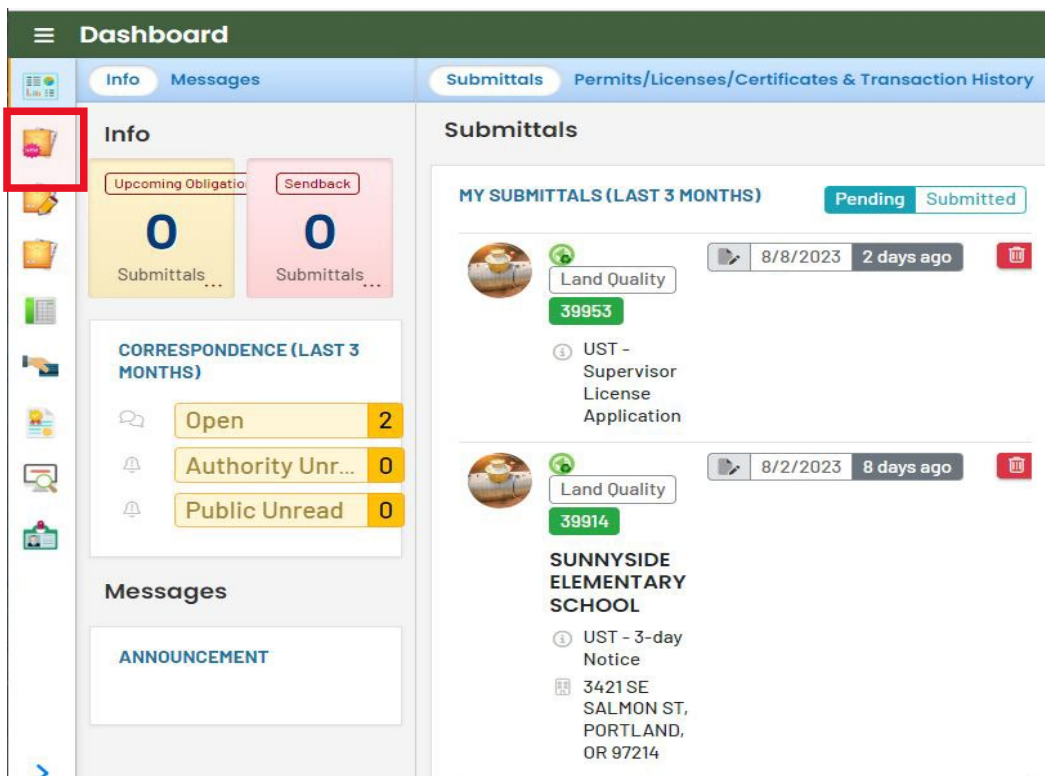 Dashboard
Info Messages
Submittals Permits/Licenses/Certificates & Transaction History
Info
Upcoming Obligatio
0
Submittals...
Sendback
0
Submittals...
CORRESPONDENCE (LAST 3
MONTHS)
Open 2
Authority Unr... 0
Public Unread 0
Messages
ANNOUNCEMENT
Submittals
MY SUBMITTALS (LAST 3 MONTHS) Pending Submitted
Land Quality
39953
8/8/2023 2 days ago
UST -
Supervisor
License
Application
Land Quality
39914
8/2/2023 8 days ago
SUNNYSIDE
ELEMENTARY
SCHOOL
UST - 3-day
Notice
3421 SE
SALMON ST,
PORTLAND,
OR 97214